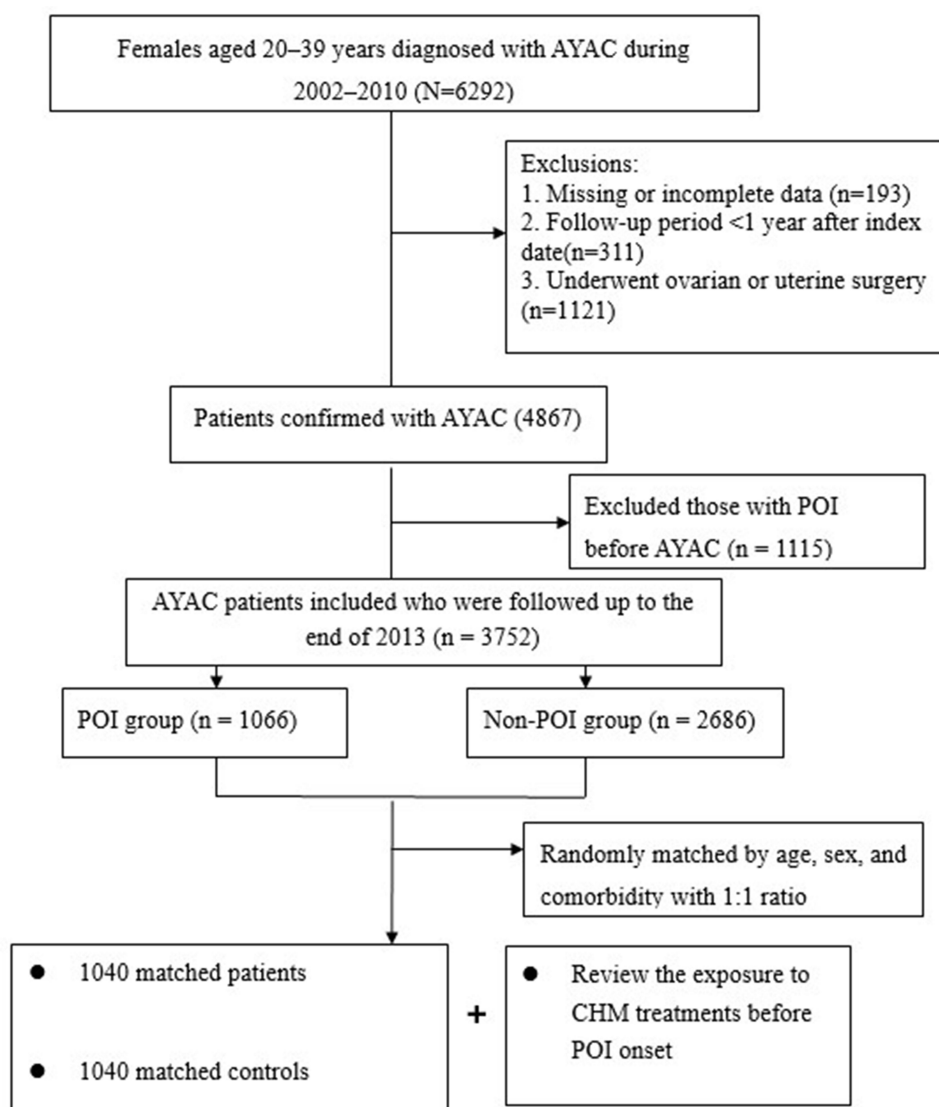 Females aged 20–39 years diagnosed with AYAC during
2002–2010 (N=6292)
Exclusions:
1. Missing or incomplete data (n=193)
2. Follow-up period <1 year after index
date(n=311)
3. Underwent ovarian or uterine surgery
(n=1121)
Patients confirmed with AYAC (4867)
Excluded those with POI
before AYAC (n = 1115)
AYAC patients included who were followed up to the
end of 2013 (n = 3752)
POI group (n = 1066)
Non-POI group (n = 2686)
Randomly matched by age, sex, and
comorbidity with 1:1 ratio
● 1040 matched patients
● 1040 matched controls
+
● Review the exposure to
CHM treatments before
POI onset